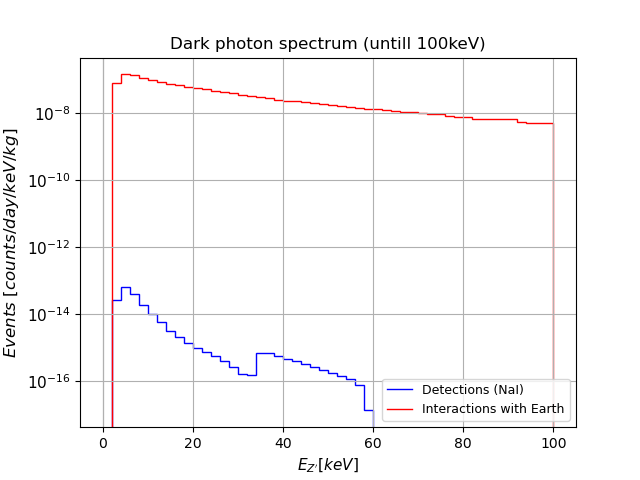 Dark photon spectrum (untill 100keV)
Events [counts/day/keV/kg]
10⁻⁸
10⁻¹⁰
10⁻¹²
10⁻¹⁴
10⁻¹⁶
Detections (NaI)
Interactions with Earth
0 20 40 60 80 100
E_{Z'}[keV]